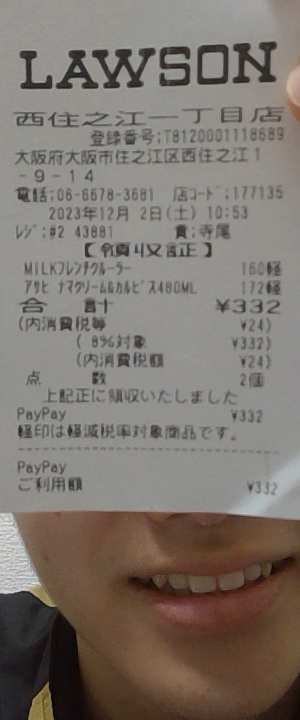 LAWSON
西住之江一丁目店
登録番号:T8120001118689
大阪府大阪市住之江区西住之江1
-9-14
電話:06-6678-3681 店コード:177135
2023年12月 2日(土) 10:53
レジ:#2 43881 責:寺尾
【領収証】
MILKフレンチクルーラー 160軽
アサヒ ナマクリーム&カルピス480ML 172軽
合 計 ¥332
(内消費税等 ¥24)
( 8%対象 ¥332)
(内消費税額 ¥24)
点 数 2個
上記正に領収いたしました
PayPay ¥332
軽印は軽減税率対象商品です。
PayPay
ご利用額 ¥332